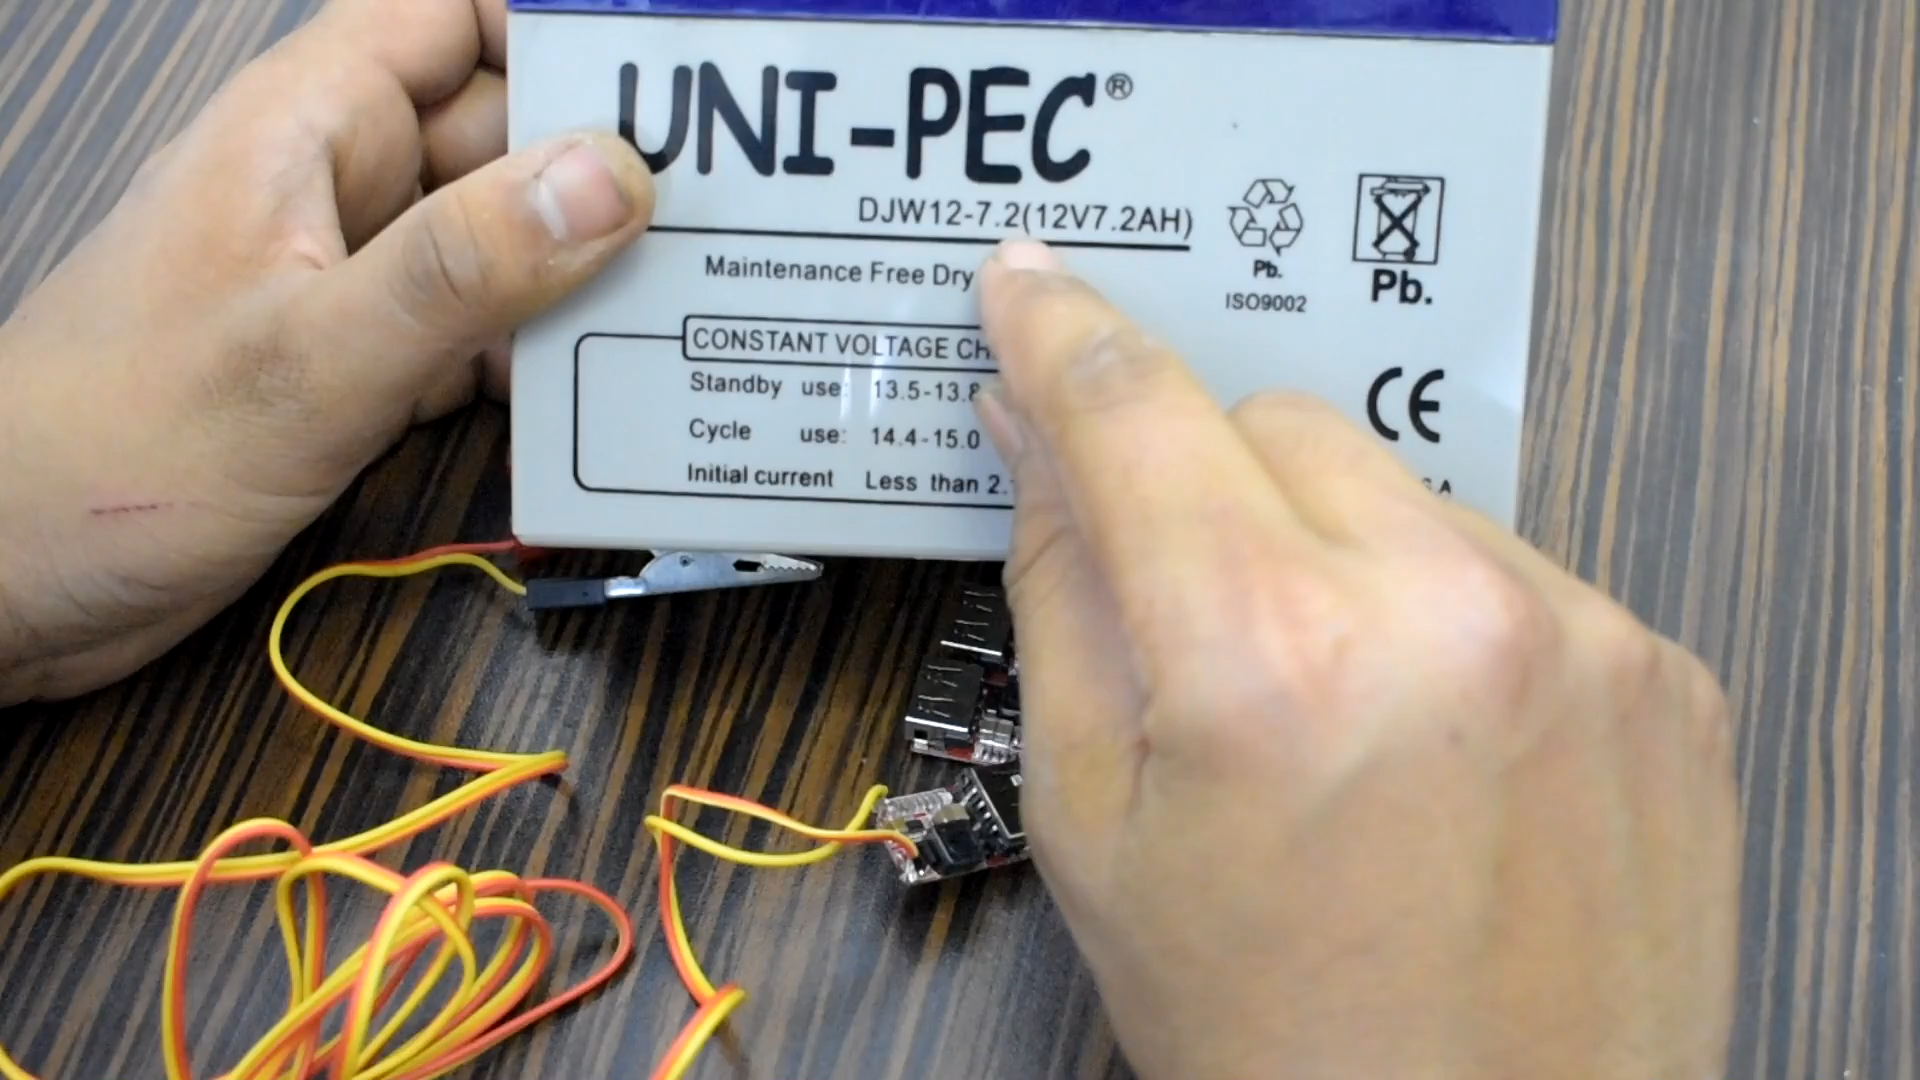 UNI-PEC®
DJW12-7.2(12V7.2AH)
Maintenance Free Dry
CONSTANT VOLTAGE
Standby use: 13.5-13.8
Cycle use: 14.4-15.0
Initial current Less than 2.
Pb.
ISO9002
Pb.
CE